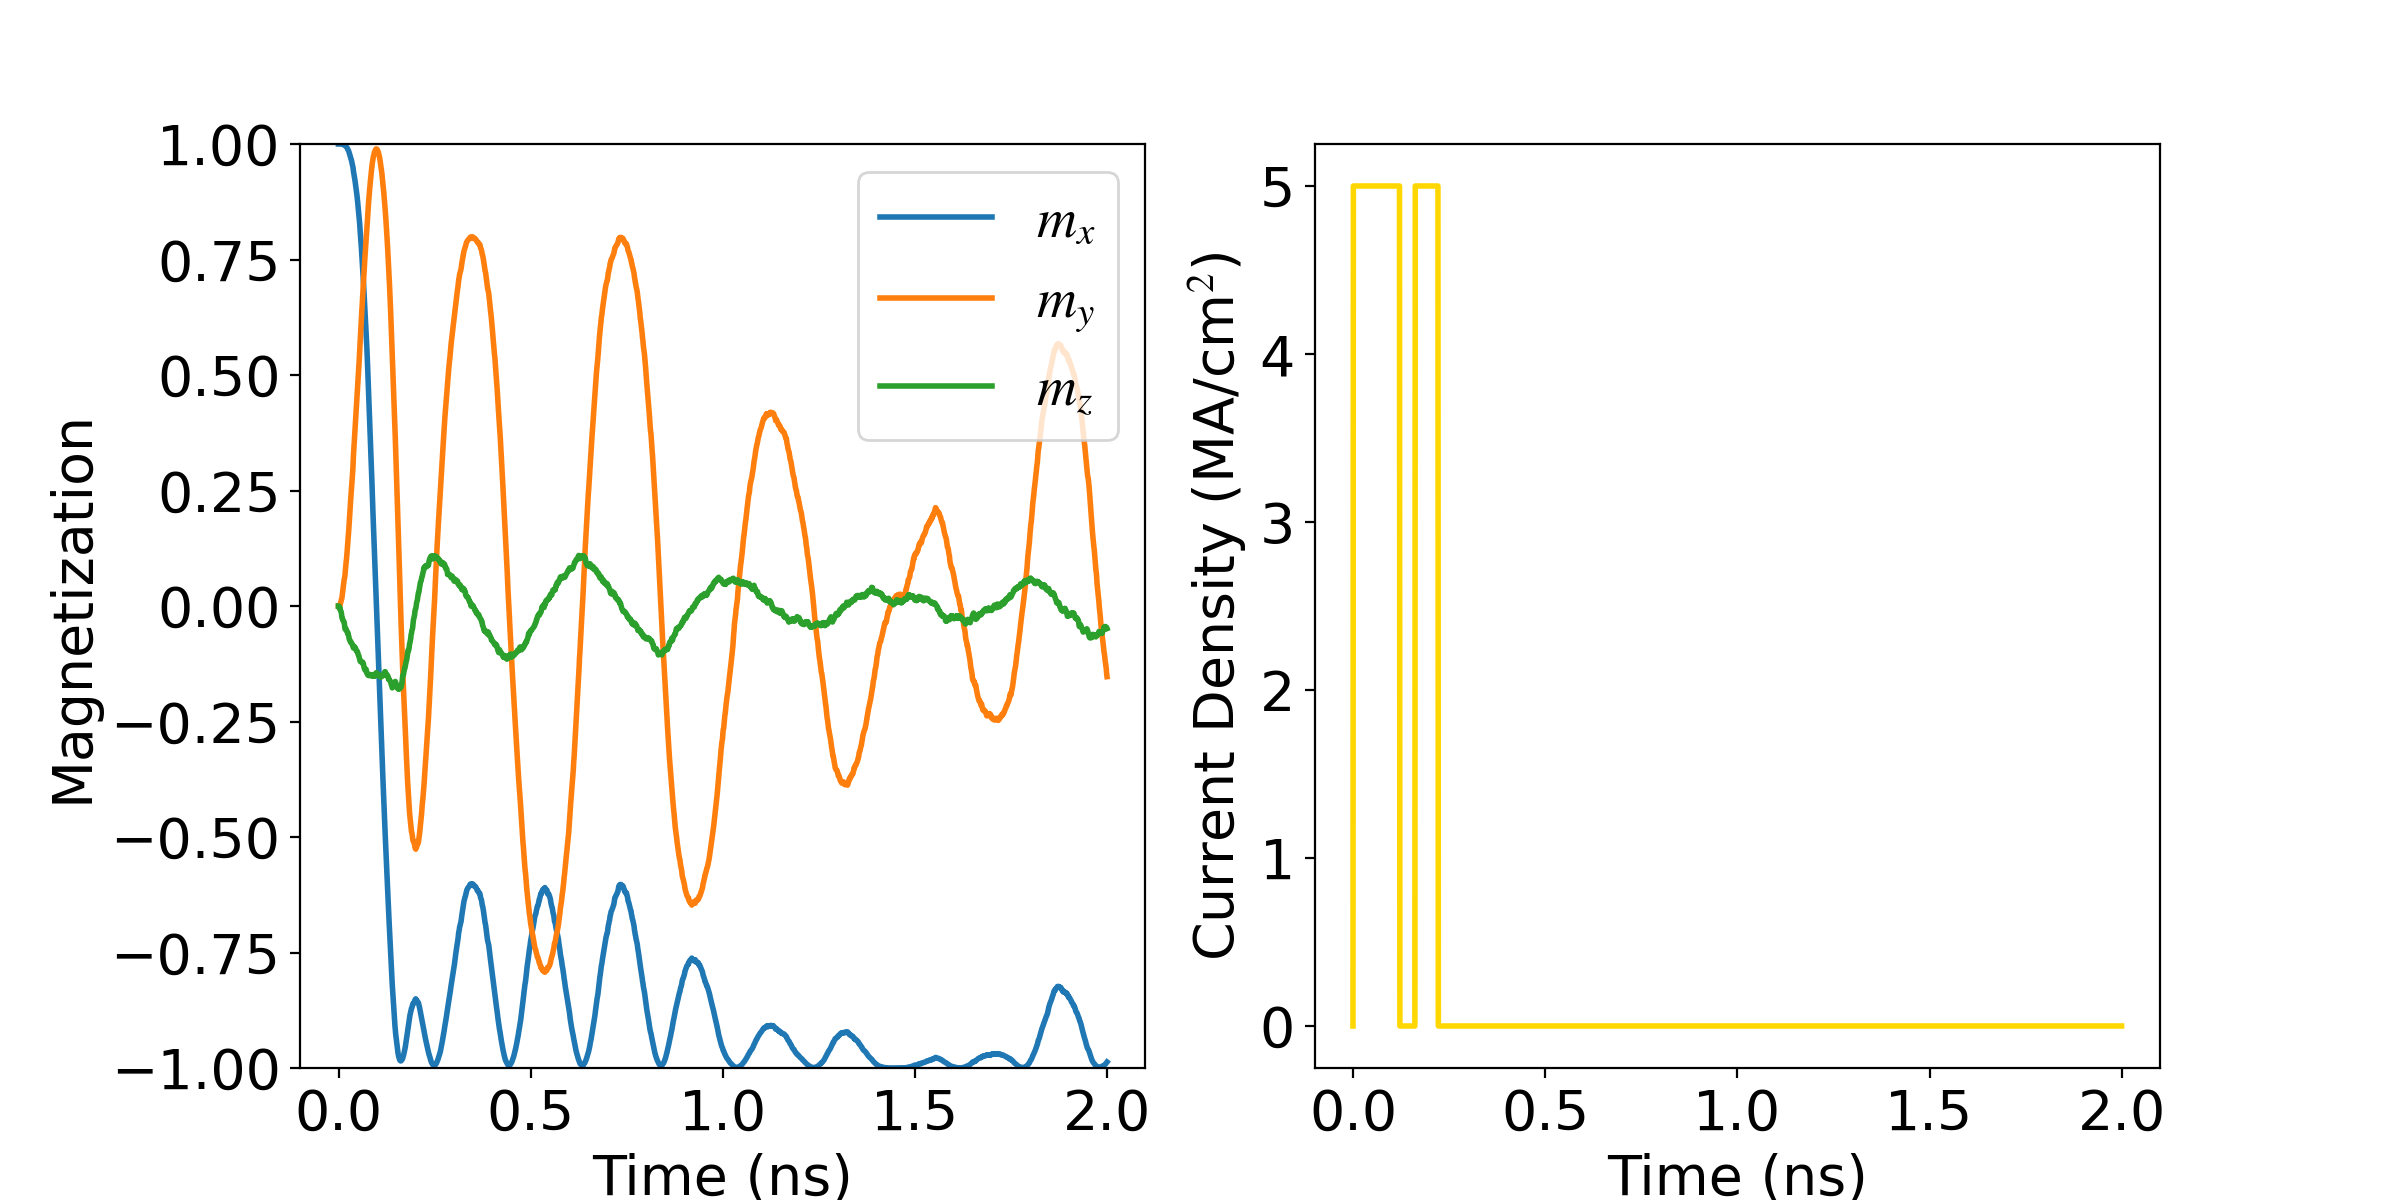 Magnetization
1.00
0.75
0.50
0.25
0.00
−0.25
−0.50
−0.75
−1.00
0.0 0.5 1.0 1.5 2.0
Time (ns)
m_x
m_y
m_z
Current Density (MA/cm²)
5
4
3
2
1
0
0.0 0.5 1.0 1.5 2.0
Time (ns)